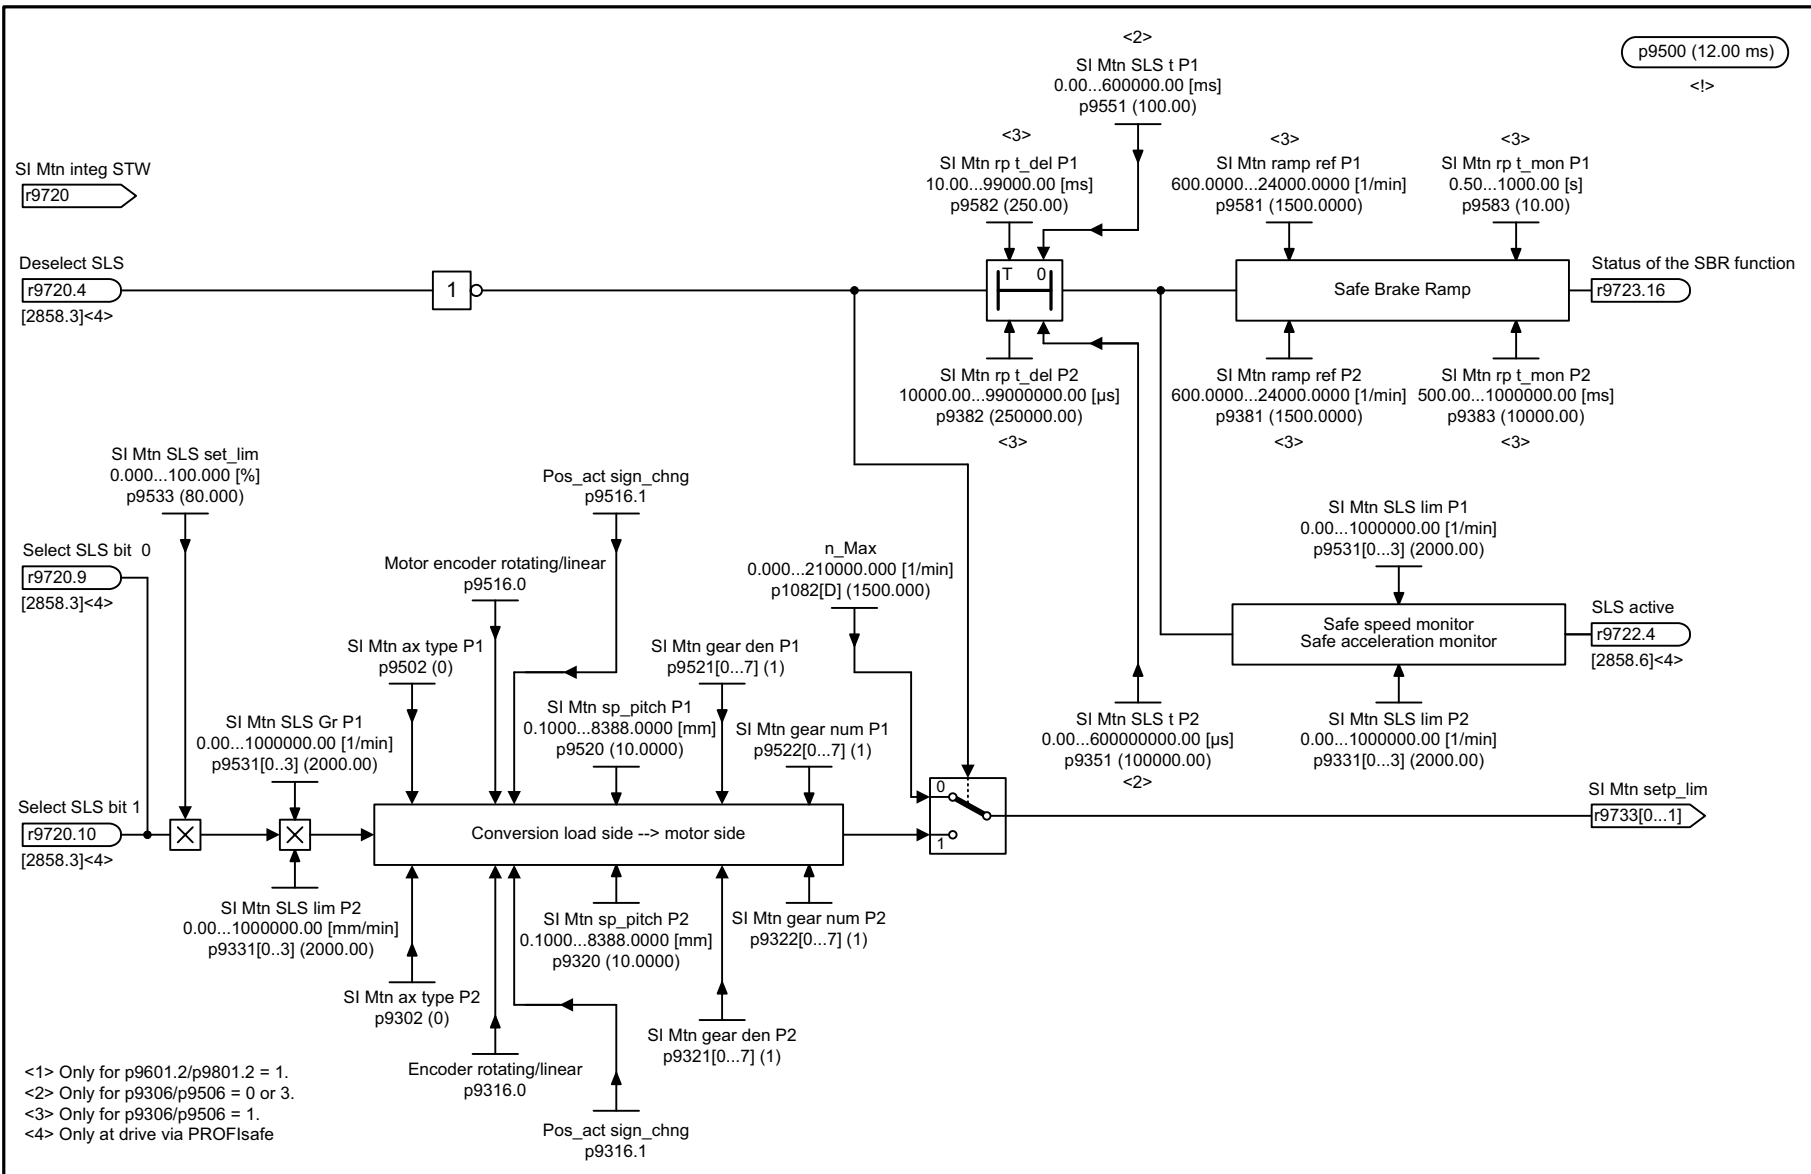 <2>
SI Mtn SLS t P1
0.00...600000.00 [ms]
p9551 (100.00)
p9500 (12.00 ms)
<!>
SI Mtn integ STW
r9720
<3>
SI Mtn rp t_del P1
10.00...99000.00 [ms]
p9582 (250.00)
<3>
SI Mtn ramp ref P1
600.0000...24000.0000 [1/min]
p9581 (1500.0000)
<3>
SI Mtn rp t_mon P1
0.50...1000.00 [s]
p9583 (10.00)
Deselect SLS
r9720.4
[2858.3]<4>
1
T 0
Safe Brake Ramp
Status of the SBR function
r9723.16
SI Mtn rp t_del P2
10000.00...99000000.00 [µs]
p9382 (250000.00)
<3>
SI Mtn ramp ref P2
600.0000...24000.0000 [1/min]
p9381 (1500.0000)
<3>
SI Mtn rp t_mon P2
500.00...1000000.00 [ms]
p9383 (10000.00)
<3>
SI Mtn SLS set_lim
0.000...100.000 [%]
p9533 (80.000)
Pos_act sign_chng
p9516.1
SI Mtn SLS lim P1
0.00...1000000.00 [1/min]
p9531[0...3] (2000.00)
Select SLS bit 0
r9720.9
[2858.3]<4>
Motor encoder rotating/linear
p9516.0
n_Max
0.000...210000.000 [1/min]
p1082[D] (1500.000)
Safe speed monitor
Safe acceleration monitor
SLS active
r9722.4
[2858.6]<4>
SI Mtn ax type P1
p9502 (0)
SI Mtn gear den P1
p9521[0...7] (1)
SI Mtn SLS Gr P1
0.00...1000000.00 [1/min]
p9531[0..3] (2000.00)
SI Mtn sp_pitch P1
0.1000...8388.0000 [mm]
p9520 (10.0000)
SI Mtn gear num P1
p9522[0...7] (1)
SI Mtn SLS t P2
0.00...600000000.00 [µs]
p9351 (100000.00)
<2>
SI Mtn SLS lim P2
0.00...1000000.00 [1/min]
p9331[0...3] (2000.00)
Select SLS bit 1
r9720.10
[2858.3]<4>
Conversion load side --> motor side
0
1
SI Mtn setp_lim
r9733[0...1]
SI Mtn SLS lim P2
0.00...1000000.00 [mm/min]
p9331[0..3] (2000.00)
SI Mtn sp_pitch P2
0.1000...8388.0000 [mm]
p9320 (10.0000)
SI Mtn gear num P2
p9322[0...7] (1)
SI Mtn ax type P2
p9302 (0)
SI Mtn gear den P2
p9321[0...7] (1)
Encoder rotating/linear
p9316.0
Pos_act sign_chng
p9316.1
<1> Only for p9601.2/p9801.2 = 1.
<2> Only for p9306/p9506 = 0 or 3.
<3> Only for p9306/p9506 = 1.
<4> Only at drive via PROFIsafe